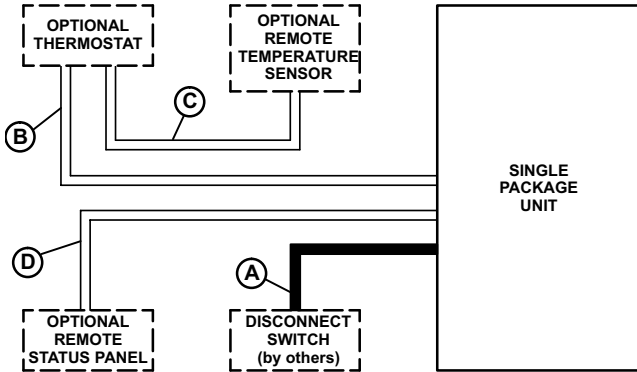 OPTIONAL
THERMOSTAT
OPTIONAL
REMOTE
TEMPERATURE
SENSOR
C
B
SINGLE
PACKAGE
UNIT
D
A
OPTIONAL
REMOTE
STATUS PANEL
DISCONNECT
SWITCH
(by others)